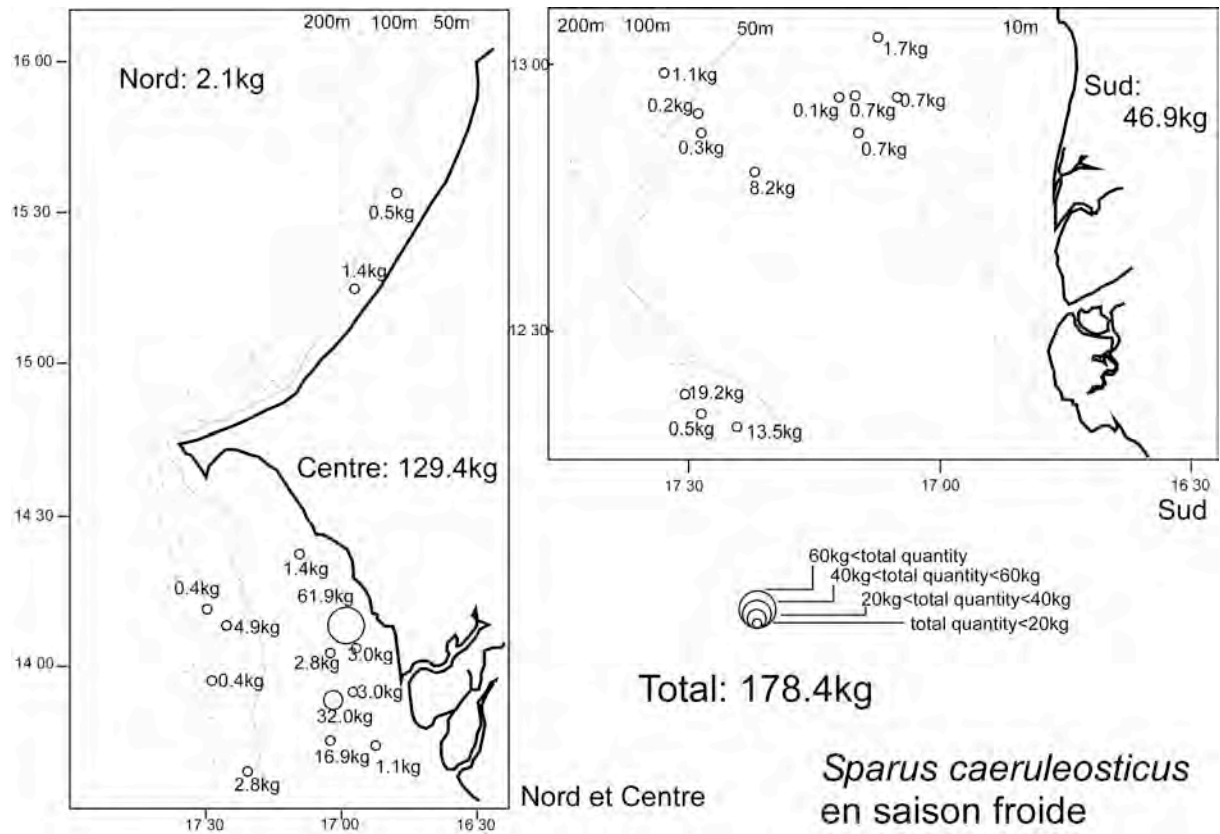 200m 100m 50m
16 00
Nord: 2.1kg
15 30
0.5kg
1.4kg
15 00
Centre: 129.4kg
14 30
1.4kg
0.4kg
61.9kg
4.9kg
2.8kg
3.0kg
14 00
0.4kg
3.0kg
32.0kg
16.9kg
1.1kg
2.8kg
17 30
17 00
16 30
Nord et Centre
200m 100m 50m 10m
13 00
1.7kg
1.1kg
Sud:
46.9kg
0.2kg
0.1kg
0.7kg
0.7kg
0.3kg
0.7kg
8.2kg
12 30
19.2kg
0.5kg
13.5kg
17 30
17 00
16 30
Sud
60kg<total quantity
40kg<total quantity<60kg
20kg<total quantity<40kg
total quantity<20kg
Total: 178.4kg
Sparus caeruleosticus
en saison froide